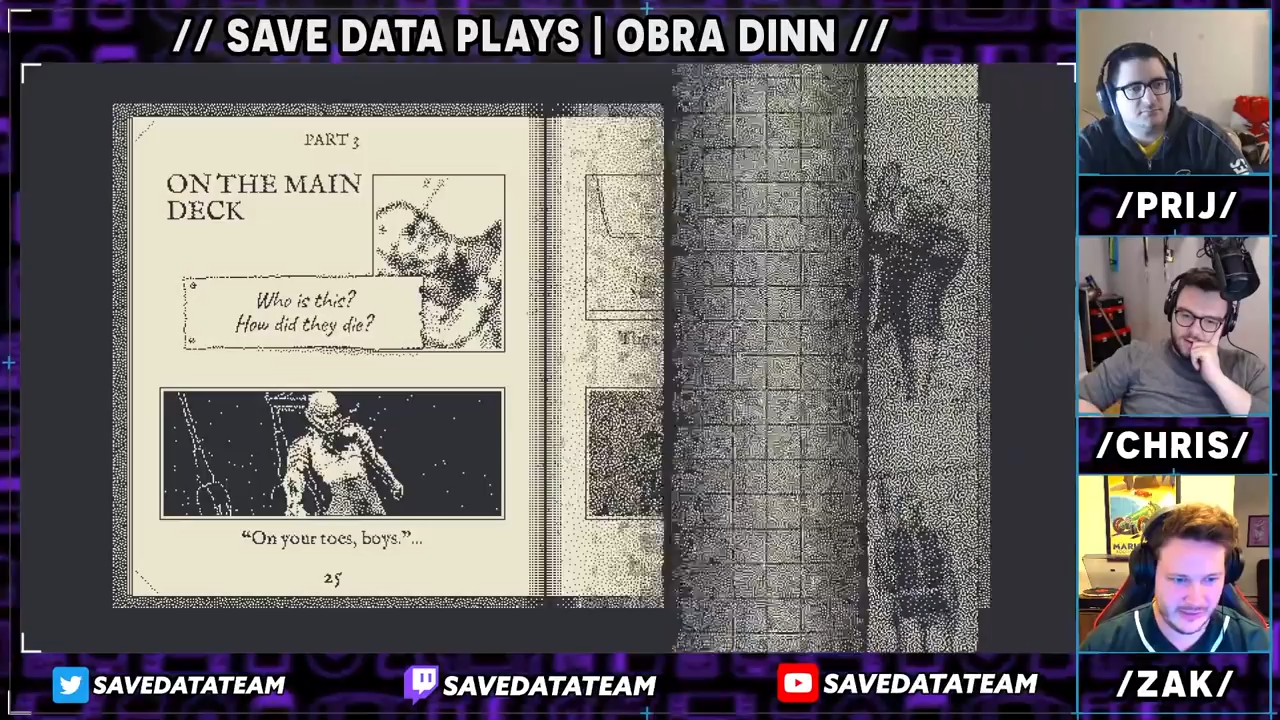 // SAVE DATA PLAYS | OBRA DINN //
PART 3
ON THE MAIN
DECK
Who is this?
How did they die?
“On your toes, boys.”...
25
/PRIJ/
/CHRIS/
/ZAK/
SAVEDATATEAM
SAVEDATATEAM
SAVEDATATEAM